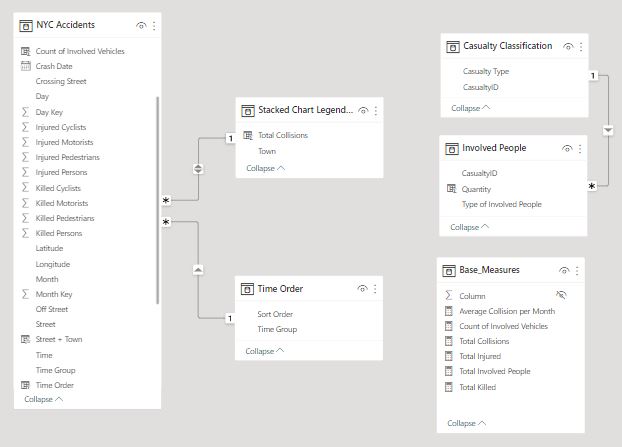 NYC Accidents
Count of Involved Vehicles
Crash Date
Crossing Street
Day
Day Key
Injured Cyclists
Injured Motorists
Injured Pedestrians
Injured Persons
Killed Cyclists
Killed Motorists
Killed Pedestrians
Killed Persons
Latitude
Longitude
Month
Month Key
Off Street
Street
Street + Town
Time
Time Group
Time Order
Collapse
Stacked Chart Legend...
Total Collisions
Town
Collapse
1
*
*
1
Time Order
Sort Order
Time Group
Collapse
Casualty Classification
Casualty Type
CasualtyID
Collapse
1
*
Involved People
CasualtyID
Quantity
Type of Involved People
Collapse
Base_Measures
Column
Average Collision per Month
Count of Involved Vehicles
Total Collisions
Total Injured
Total Involved People
Total Killed
Collapse